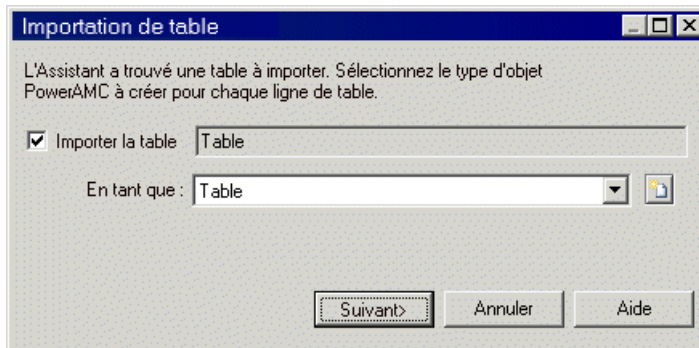 Importation de table
L'Assistant a trouvé une table à importer. Sélectionnez le type d'objet
PowerAMC à créer pour chaque ligne de table.
Importer la table Table
En tant que : Table
Suivant> Annuler Aide